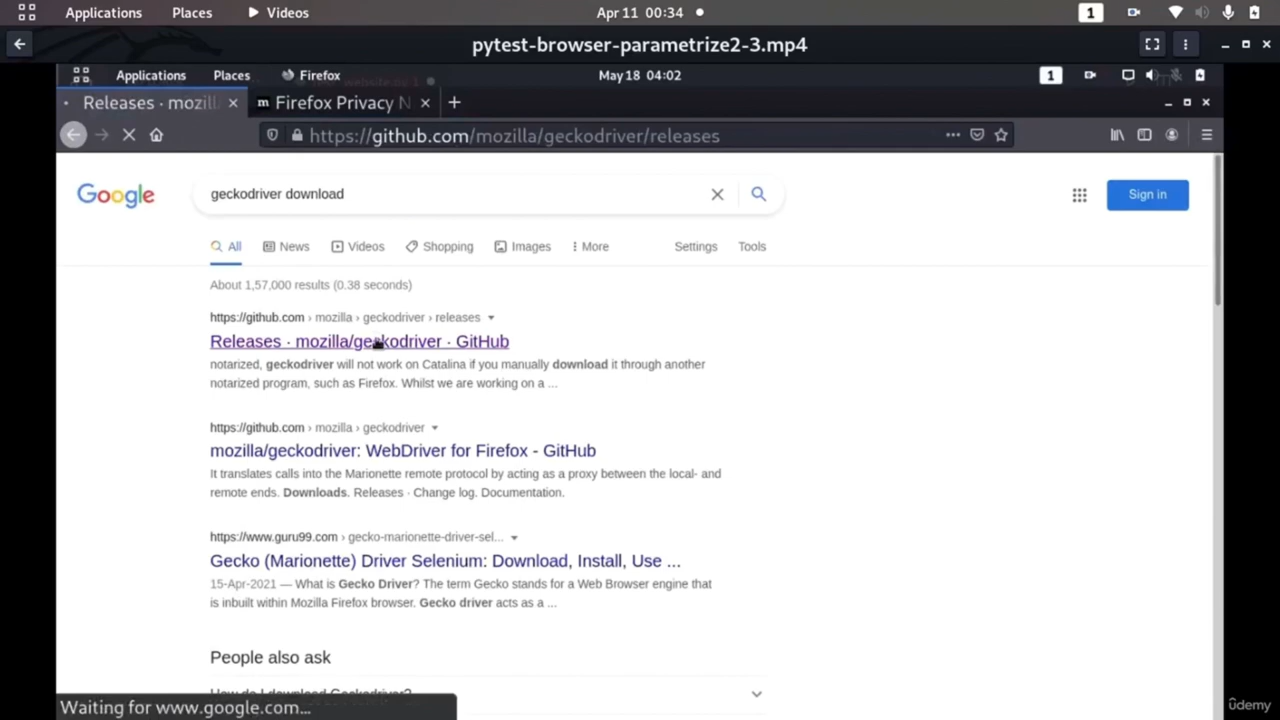 Applications Places Videos Apr 11 00:34 1
pytest-browser-parametrize2-3.mp4
Applications Places Firefox May 18 04:02 1
Releases · mozill Firefox Privacy N
https://github.com/mozilla/geckodriver/releases
Google geckodriver download Sign in
All News Videos Shopping Images More Settings Tools
About 1,57,000 results (0.38 seconds)
https://github.com › mozilla › geckodriver › releases
Releases · mozilla/geckodriver · GitHub
notarized, geckodriver will not work on Catalina if you manually download it through another
notarized program, such as Firefox. Whilst we are working on a ...
https://github.com › mozilla › geckodriver
mozilla/geckodriver: WebDriver for Firefox - GitHub
It translates calls into the Marionette remote protocol by acting as a proxy between the local- and
remote ends. Downloads. Releases · Change log. Documentation.
https://www.guru99.com › gecko-marionette-driver-sel...
Gecko (Marionette) Driver Selenium: Download, Install, Use ...
15-Apr-2021 — What is Gecko Driver? The term Gecko stands for a Web Browser engine that
is inbuilt within Mozilla Firefox browser. Gecko driver acts as a ...
People also ask
How do I download Geckodriver?
Waiting for www.google.com...
ûdemy